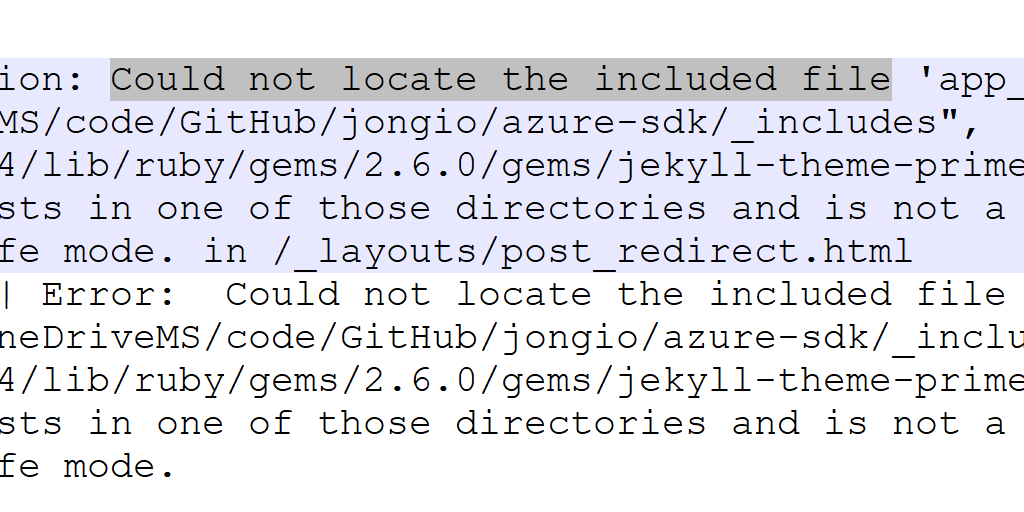 ion: Could not locate the included file 'app_
MS/code/GitHub/jongio/azure-sdk/_includes",
4/lib/ruby/gems/2.6.0/gems/jekyll-theme-prime
sts in one of those directories and is not a
fe mode. in /_layouts/post_redirect.html
| Error:  Could not locate the included file
neDriveMS/code/GitHub/jongio/azure-sdk/_inclu
4/lib/ruby/gems/2.6.0/gems/jekyll-theme-prime
sts in one of those directories and is not a
fe mode.